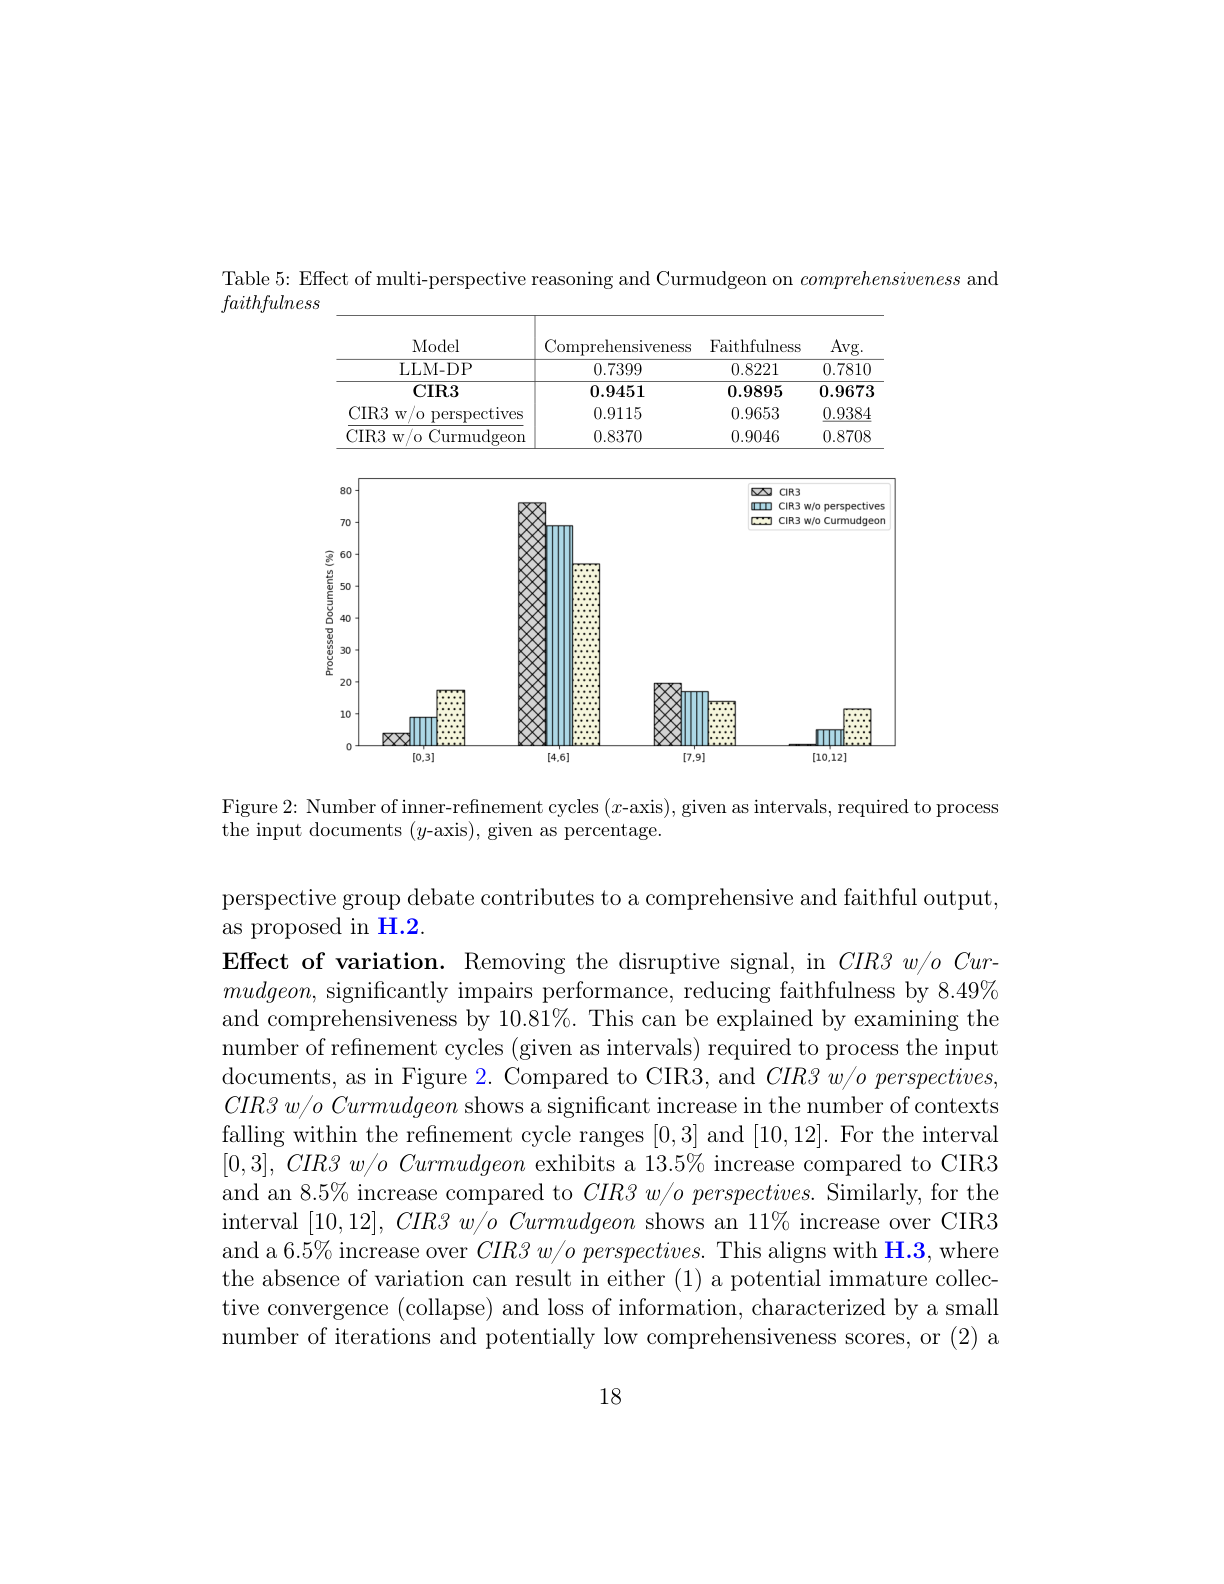 Table 5: Effect of multi-perspective reasoning and Curmudgeon on comprehensiveness and
faithfulness
Model Comprehensiveness Faithfulness Avg.
LLM-DP 0.7399 0.8221 0.7810
CIR3 0.9451 0.9895 0.9673
CIR3 w/o perspectives 0.9115 0.9653 0.9384
CIR3 w/o Curmudgeon 0.8370 0.9046 0.8708
CIR3
CIR3 w/o perspectives
CIR3 w/o Curmudgeon
Processed Documents (%)
80
70
60
50
40
30
20
10
0
[0,3] [4,6] [7,9] [10,12]
Figure 2: Number of inner-refinement cycles (x-axis), given as intervals, required to process
the input documents (y-axis), given as percentage.
perspective group debate contributes to a comprehensive and faithful output,
as proposed in H.2.
Effect of variation. Removing the disruptive signal, in CIR3 w/o Cur-
mudgeon, significantly impairs performance, reducing faithfulness by 8.49%
and comprehensiveness by 10.81%. This can be explained by examining the
number of refinement cycles (given as intervals) required to process the input
documents, as in Figure 2. Compared to CIR3, and CIR3 w/o perspectives,
CIR3 w/o Curmudgeon shows a significant increase in the number of contexts
falling within the refinement cycle ranges [0, 3] and [10, 12]. For the interval
[0, 3], CIR3 w/o Curmudgeon exhibits a 13.5% increase compared to CIR3
and an 8.5% increase compared to CIR3 w/o perspectives. Similarly, for the
interval [10, 12], CIR3 w/o Curmudgeon shows an 11% increase over CIR3
and a 6.5% increase over CIR3 w/o perspectives. This aligns with H.3, where
the absence of variation can result in either (1) a potential immature collec-
tive convergence (collapse) and loss of information, characterized by a small
number of iterations and potentially low comprehensiveness scores, or (2) a
18